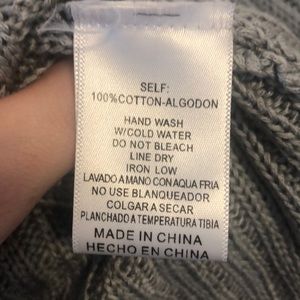 SELF:
100%COTTON-ALGODON
HAND WASH
W/COLD WATER
DO NOT BLEACH
LINE DRY
IRON LOW
LAVADO A MANO CON AQUA FRIA
NO USE BLANQUEADOR
COLGAR A SECAR
PLANCHADO A TEMPERATURA TIBIA
MADE IN CHINA
HECHO EN CHINA